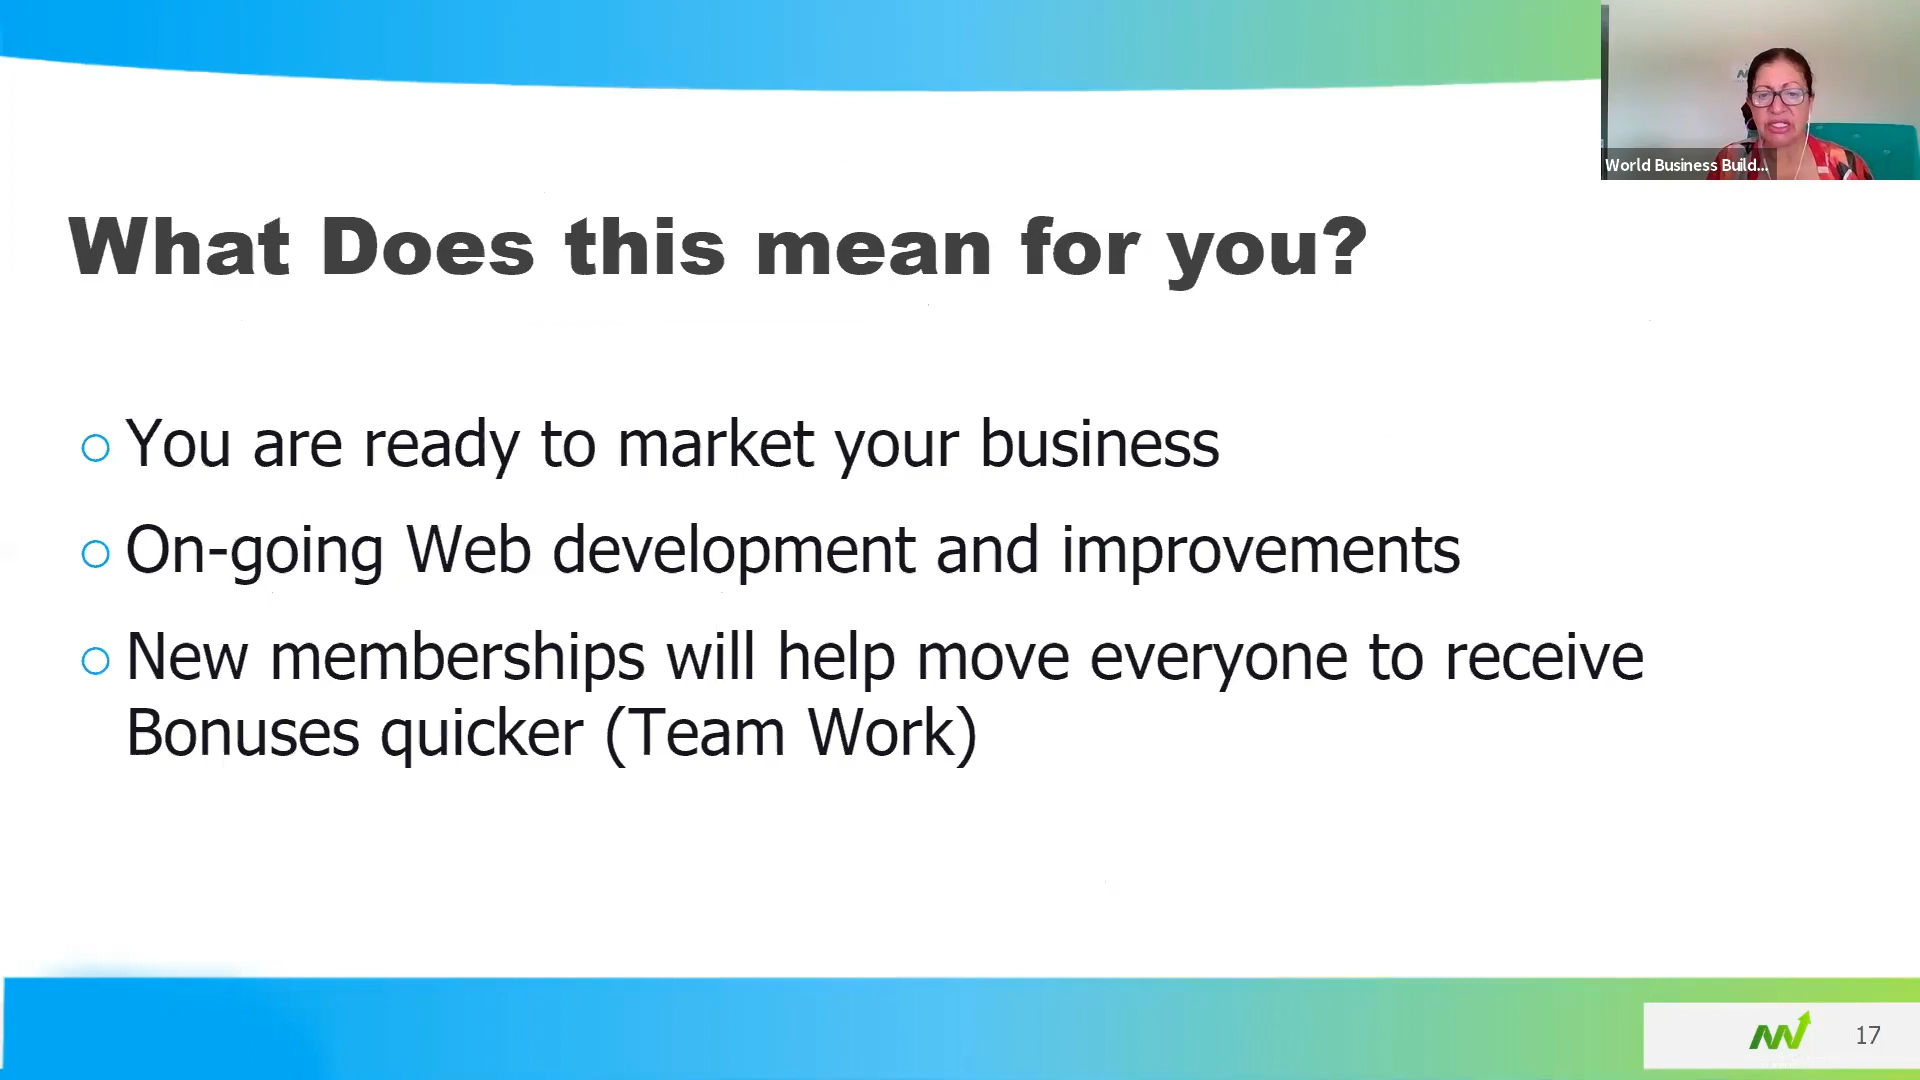 World Business Build...
What Does this mean for you?
You are ready to market your business
On-going Web development and improvements
New memberships will help move everyone to receive
Bonuses quicker (Team Work)
17